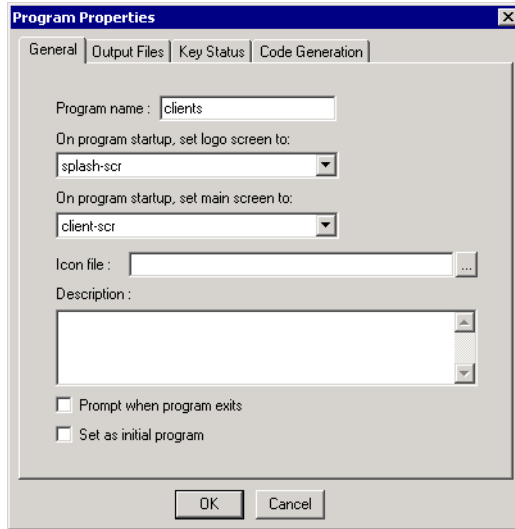 Program Properties
General Output Files Key Status Code Generation
Program name : clients
On program startup, set logo screen to:
splash-scr
On program startup, set main screen to:
client-scr
Icon file : ...
Description :
Prompt when program exits
Set as initial program
OK Cancel